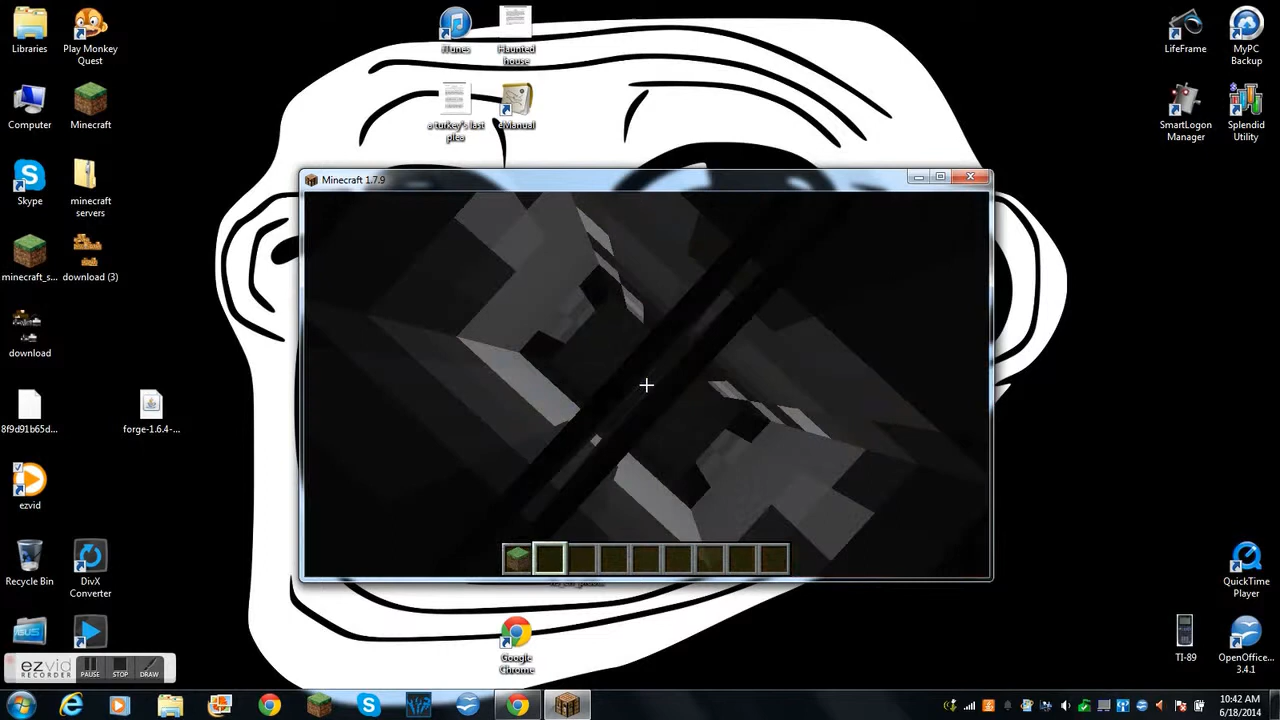 Libraries
Play Monkey
Quest
iTunes
Haunted
house
LifeFrame
MyPC
Backup
Computer
Minecraft
a turkey's last
plea
eManual
SmartLogon
Manager
Splendid
Utility
Minecraft 1.7.9
Skype
minecraft
servers
minecraft_s...
download (3)
download
8f9d91b65d...
forge-1.6.4-...
ezvid
Recycle Bin
DivX
Converter
QuickTime
Player
ASUS
Google
Chrome
TI-89
OpenOffice....
3.4.1
ezvid
RECORDER
PAUSE
STOP
DRAW
10:42 AM
6/18/2014